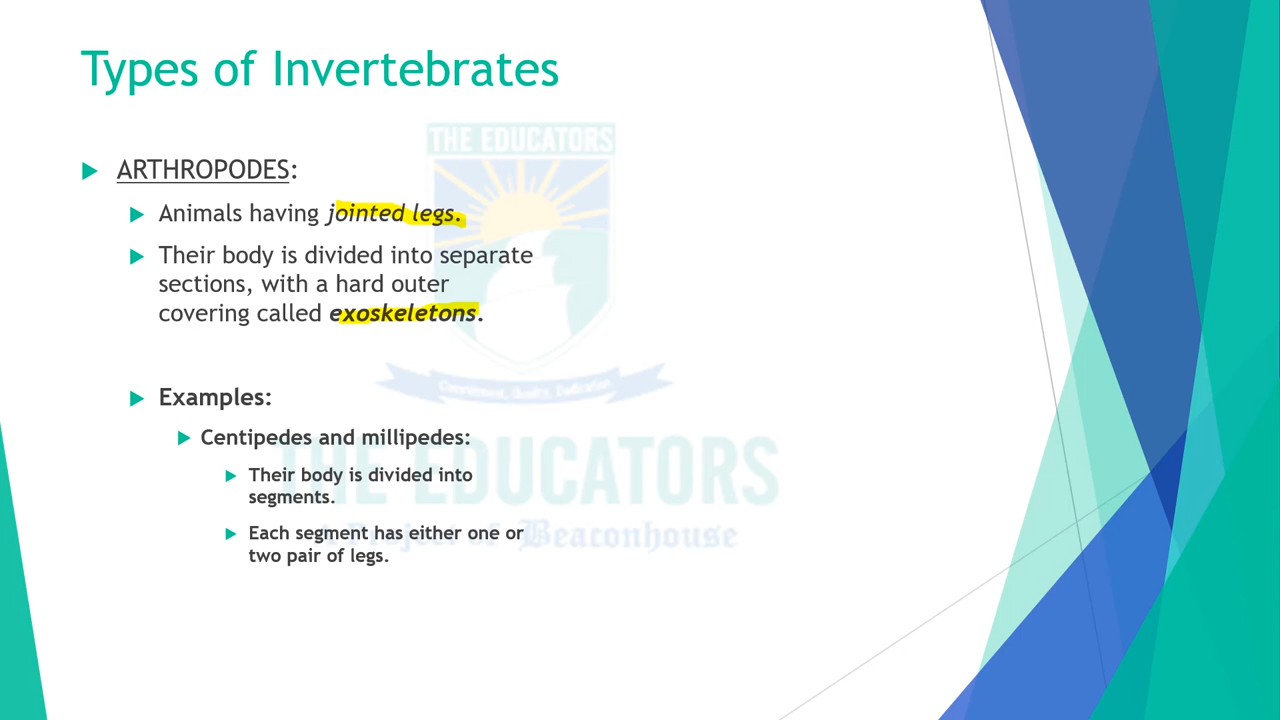 Types of Invertebrates
THE EDUCATORS
ARTHROPODES:
Animals having jointed legs.
Their body is divided into separate
sections, with a hard outer
covering called exoskeletons.
Examples:
Centipedes and millipedes:
THE EDUCATORS
Their body is divided into
segments.
Each segment has either one or
two pair of legs.
A Project of Beaconhouse